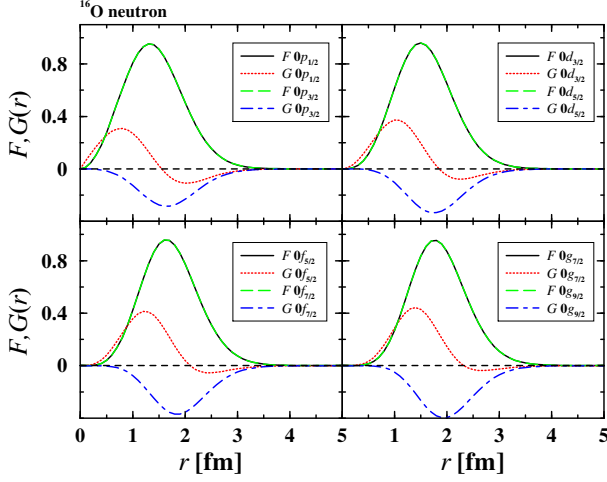 ¹⁶O neutron
F,G(r)
0.8
0.4
0
F 0p₁/₂
G 0p₁/₂
F 0p₃/₂
G 0p₃/₂
F 0d₃/₂
G 0d₃/₂
F 0d₅/₂
G 0d₅/₂
F,G(r)
0.8
0.4
0
F 0f₅/₂
G 0f₅/₂
F 0f₇/₂
G 0f₇/₂
F 0g₇/₂
G 0g₇/₂
F 0g₉/₂
G 0g₉/₂
0 1 2 3 4 5 1 2 3 4 5
r [fm] r [fm]